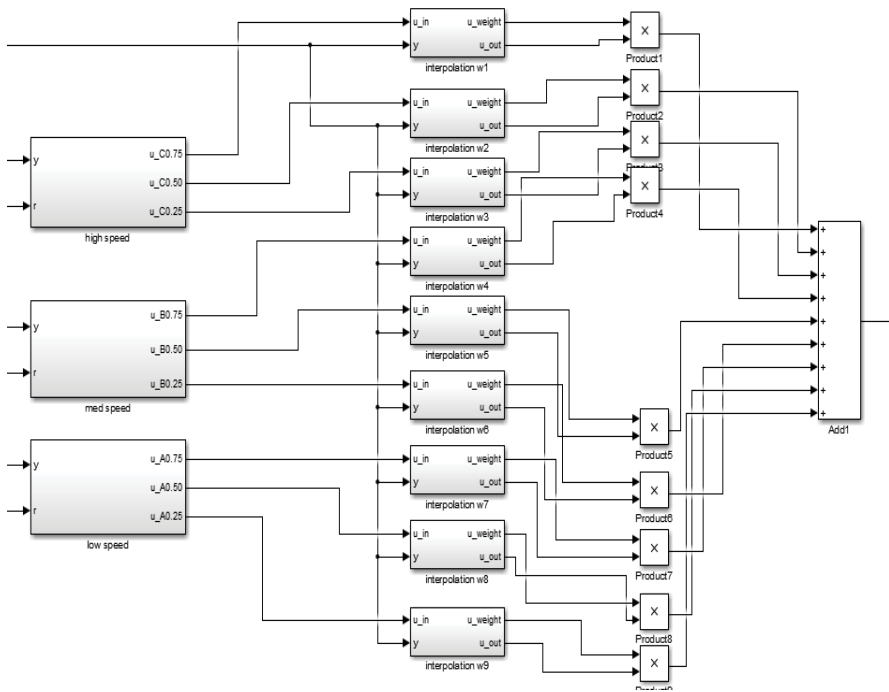 u_in
y
u_weight
u_out
interpolation w1
u_in
y
u_weight
u_out
interpolation w2
u_in
y
u_weight
u_out
interpolation w3
u_in
y
u_weight
u_out
interpolation w4
u_in
y
u_weight
u_out
interpolation w5
u_in
y
u_weight
u_out
interpolation w6
u_in
y
u_weight
u_out
interpolation w7
u_in
y
u_weight
u_out
interpolation w8
u_in
y
u_weight
u_out
interpolation w9
y
r
u_C0.75
u_C0.50
u_C0.25
high speed
y
r
u_B0.75
u_B0.50
u_B0.25
med speed
y
r
u_A0.75
u_A0.50
u_A0.25
low speed
×
Product1
×
Product2
×
Product3
×
Product4
×
Product5
×
Product6
×
Product7
×
Product8
×
Product9
+
+
+
+
+
+
+
+
+
Add1